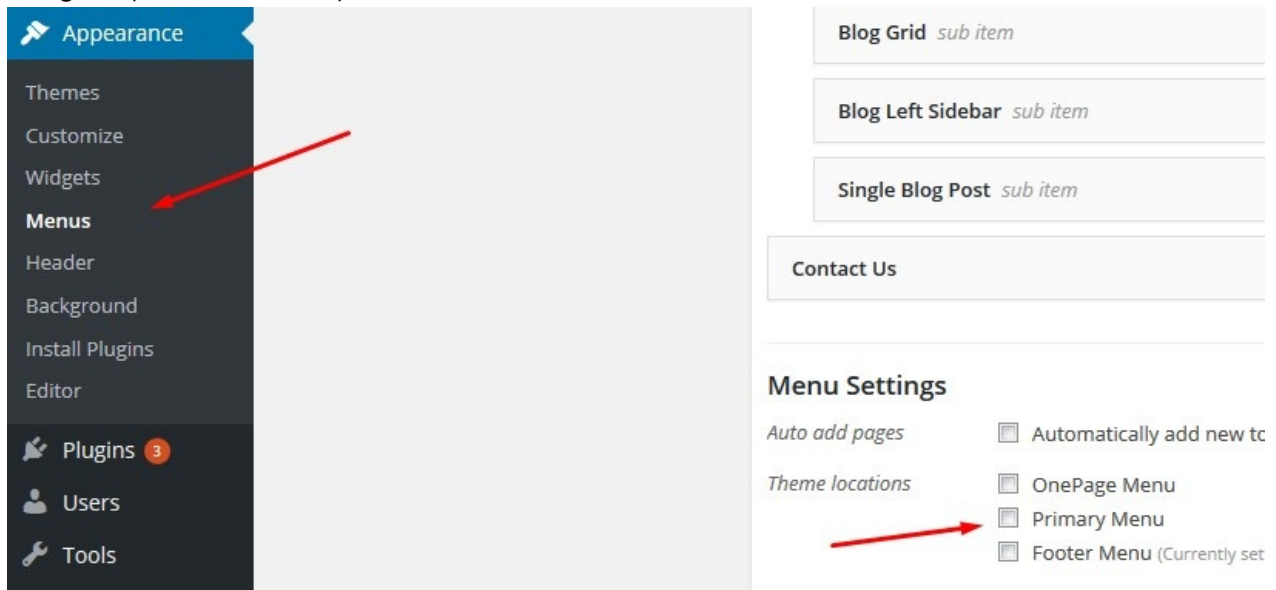 Appearance
Themes
Customize
Widgets
Menus
Header
Background
Install Plugins
Editor
Plugins 3
Users
Tools
Blog Grid sub item
Blog Left Sidebar sub item
Single Blog Post sub item
Contact Us
Menu Settings
Auto add pages Automatically add new to
Theme locations OnePage Menu
Primary Menu
Footer Menu (Currently set